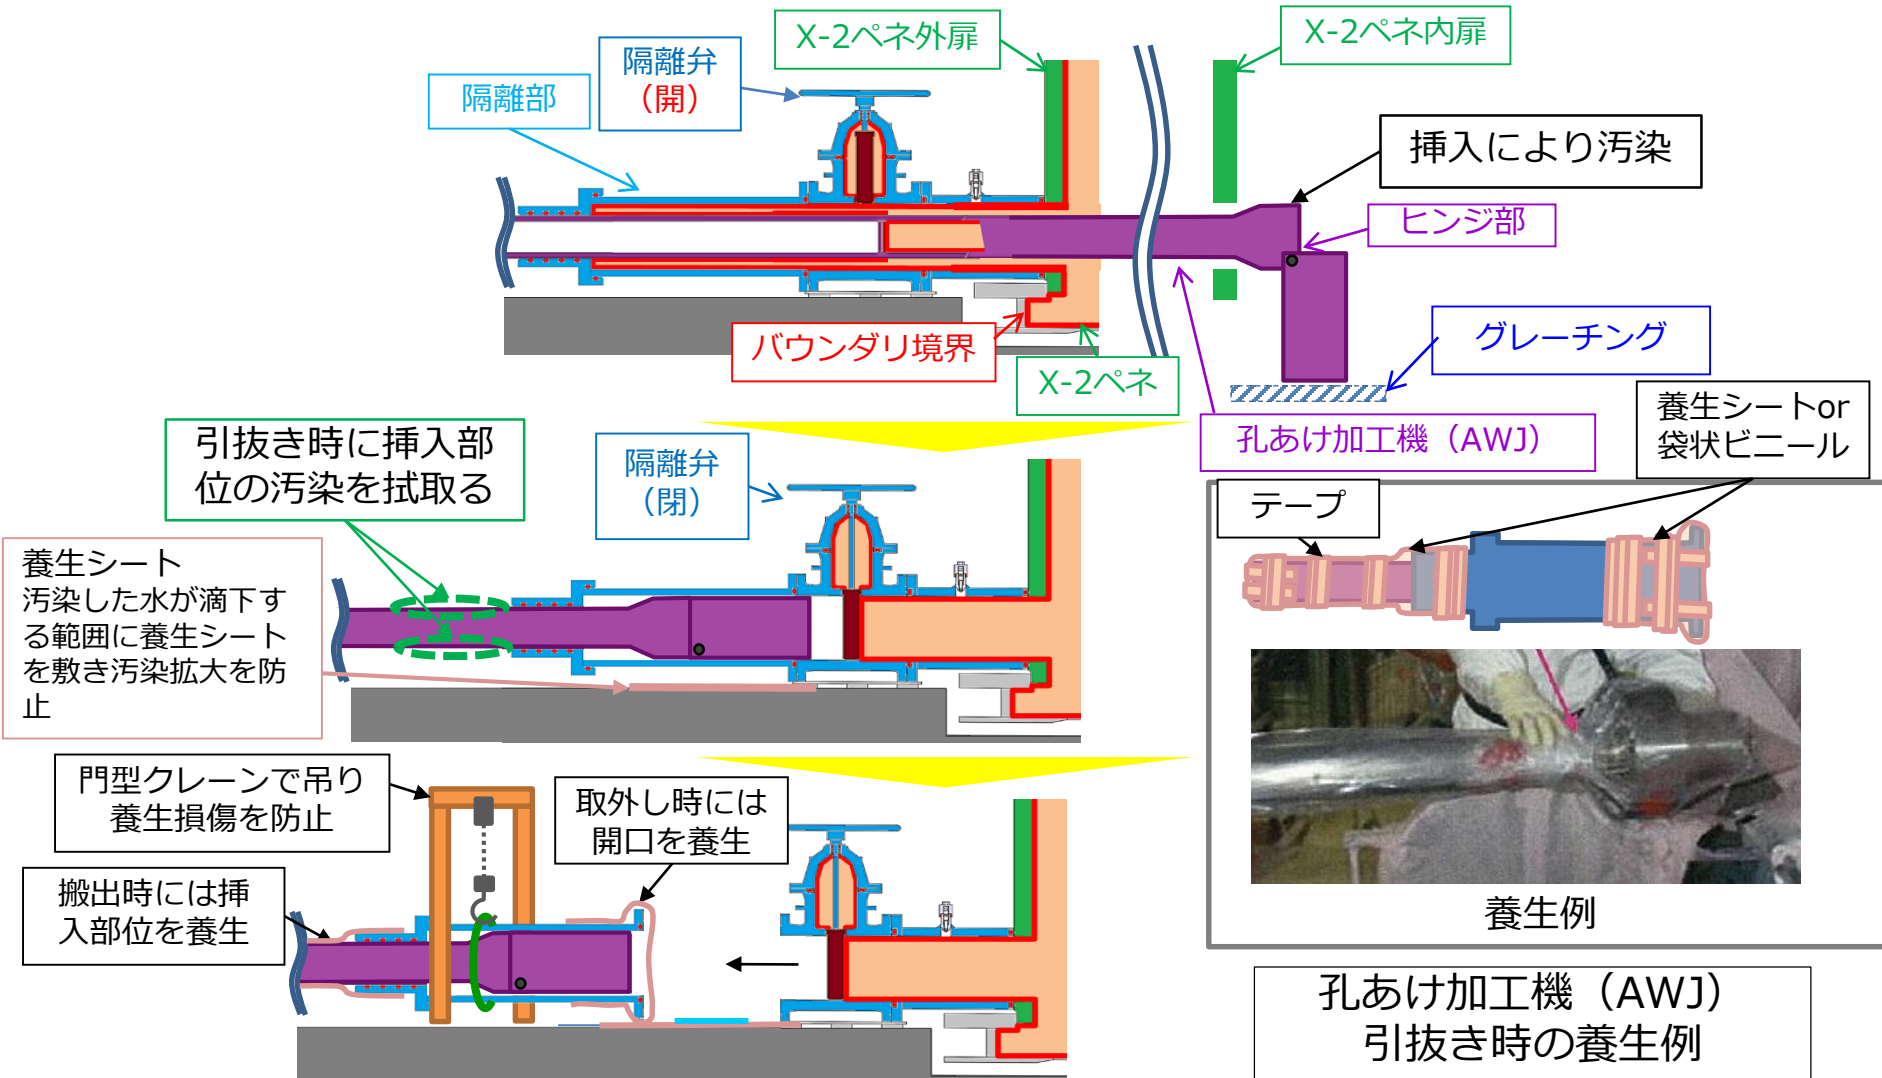 X-2ペネ外扉
X-2ペネ内扉
隔離弁
（開）
隔離部
挿入により汚染
ヒンジ部
バウンダリ境界
X-2ペネ
グレーチング
孔あけ加工機（AWJ）
養生シートor
袋状ビニール
引抜き時に挿入部
位の汚染を拭取る
隔離弁
（閉）
テープ
養生シート
汚染した水が滴下す
る範囲に養生シート
を敷き汚染拡大を防
止
門型クレーンで吊り
養生損傷を防止
取外し時には
開口を養生
搬出時には挿
入部位を養生
養生例
孔あけ加工機（AWJ）
引抜き時の養生例